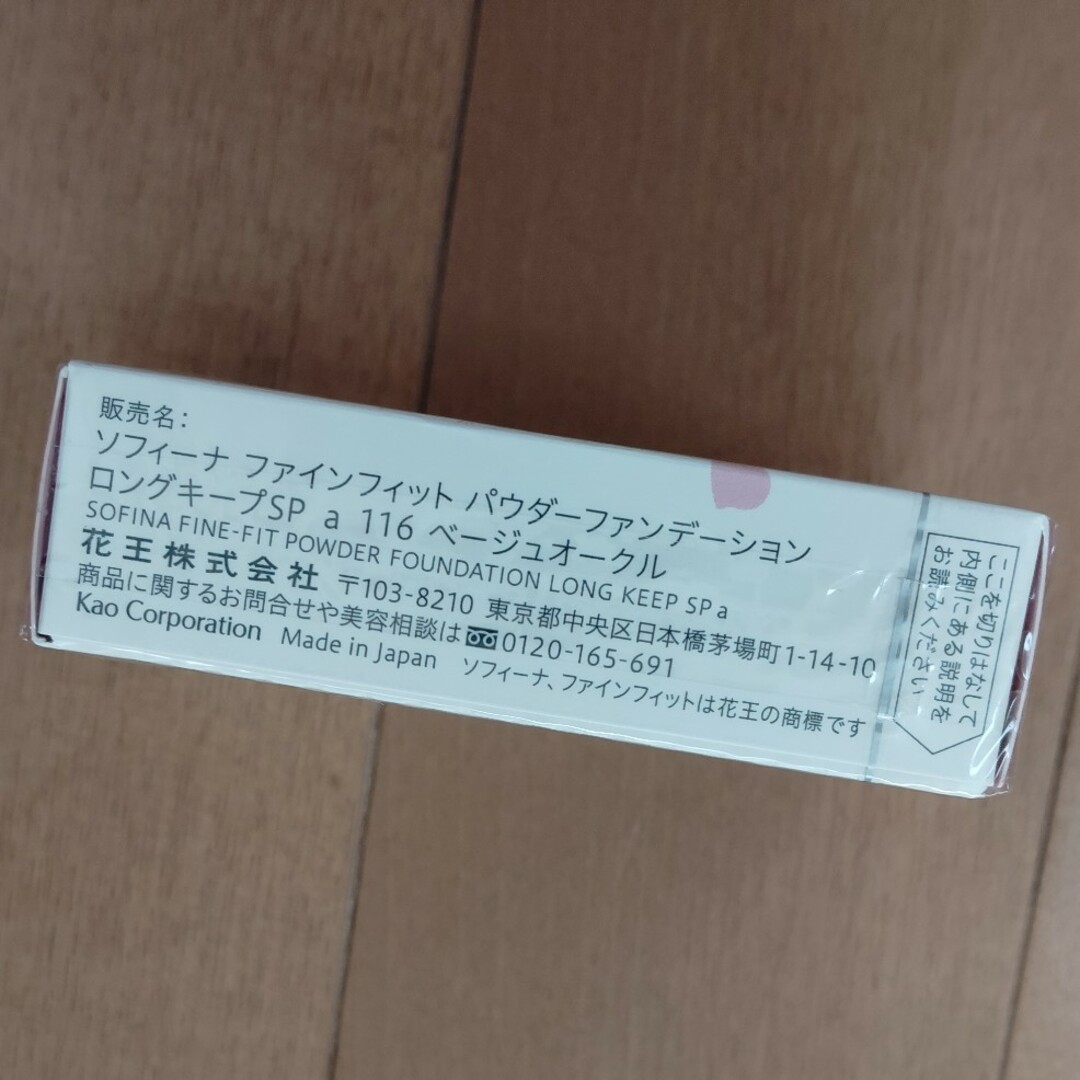 販売名：
ソフィーナ ファインフィット パウダーファンデーション
ロングキープSP a 116 ベージュオークル
SOFINA FINE-FIT POWDER FOUNDATION LONG KEEP SP a
花王株式会社 〒103-8210 東京都中央区日本橋茅場町1-14-10
商品に関するお問合せや美容相談は 0120-165-691
Kao Corporation Made in Japan ソフィーナ、ファインフィットは花王の商標です
ここを切りはなして
内側にある説明を
お読みください